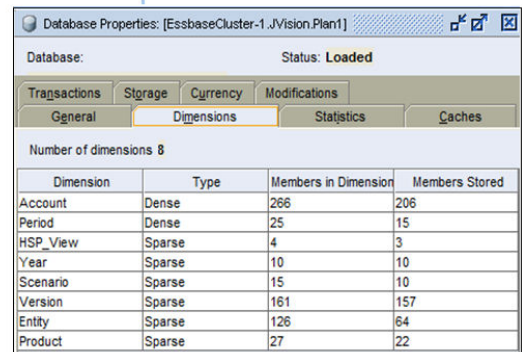 Database Properties: [EssbaseCluster-1.JVision.Plan1]
Database: Status: Loaded
Transactions Storage Currency Modifications
General Dimensions Statistics Caches
Number of dimensions 8
Dimension Type Members in Dimension Members Stored
Account Dense 266 206
Period Dense 25 15
HSP_View Sparse 4 3
Year Sparse 10 10
Scenario Sparse 15 10
Version Sparse 161 157
Entity Sparse 126 64
Product Sparse 27 22